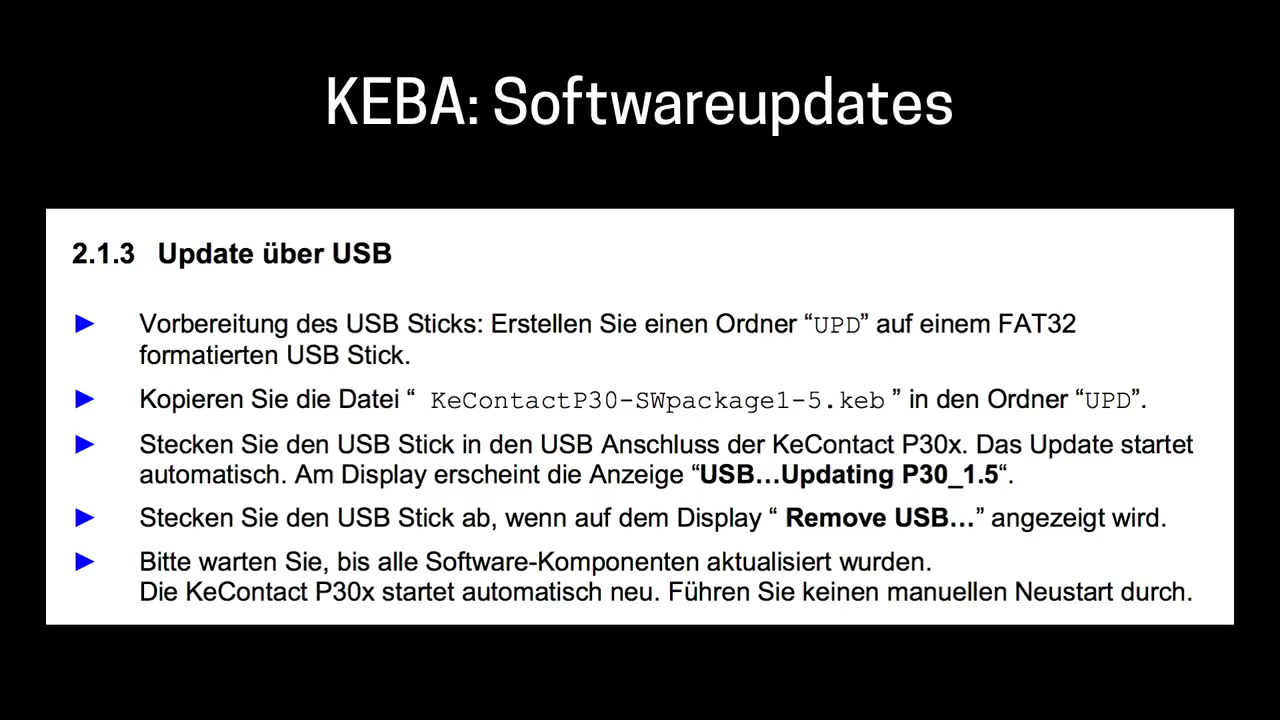 KEBA: Softwareupdates
2.1.3 Update über USB
► Vorbereitung des USB Sticks: Erstellen Sie einen Ordner “UPD” auf einem FAT32
formatierten USB Stick.
► Kopieren Sie die Datei “ KeContactP30-SWpackage1-5.keb ” in den Ordner “UPD”.
► Stecken Sie den USB Stick in den USB Anschluss der KeContact P30x. Das Update startet
automatisch. Am Display erscheint die Anzeige “USB…Updating P30_1.5“.
► Stecken Sie den USB Stick ab, wenn auf dem Display “ Remove USB…” angezeigt wird.
► Bitte warten Sie, bis alle Software-Komponenten aktualisiert wurden.
Die KeContact P30x startet automatisch neu. Führen Sie keinen manuellen Neustart durch.